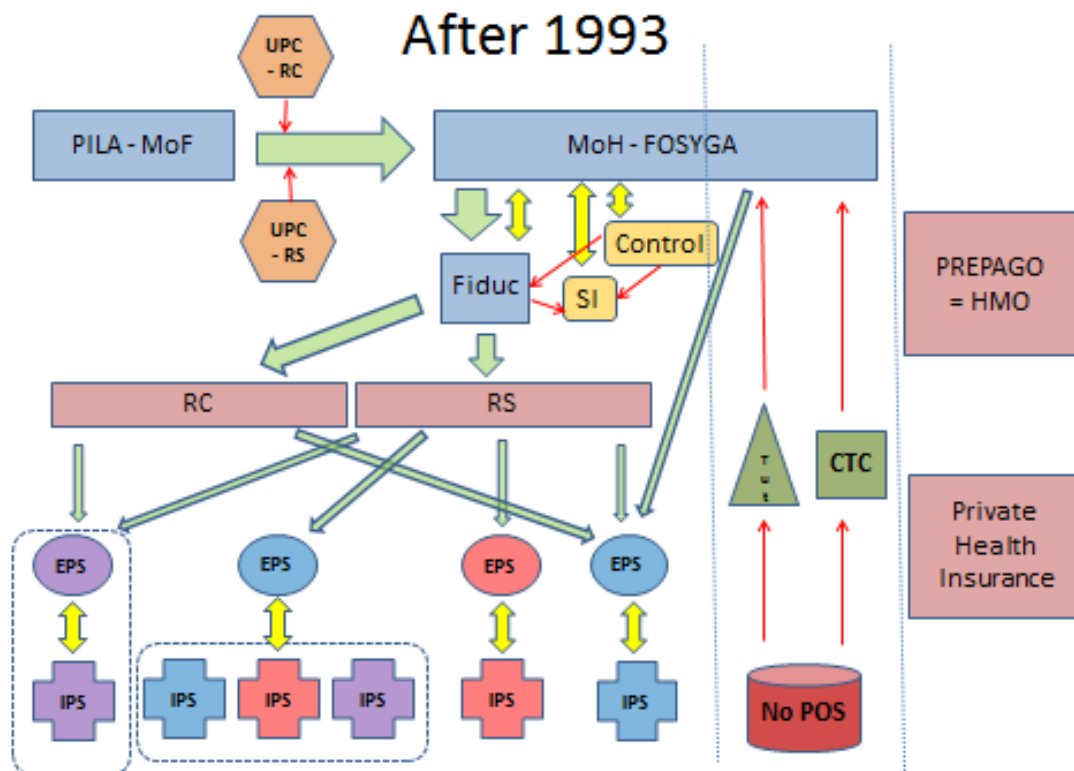 After 1993
UPC
- RC
PILA - MoF
MoH - FOSYGA
UPC
- RS
Control
Fiduc
SI
PREPAGO
= HMO
RC
RS
T
u
t
CTC
Private
Health
Insurance
EPS
EPS
EPS
EPS
IPS
IPS
IPS
IPS
IPS
IPS
No POS